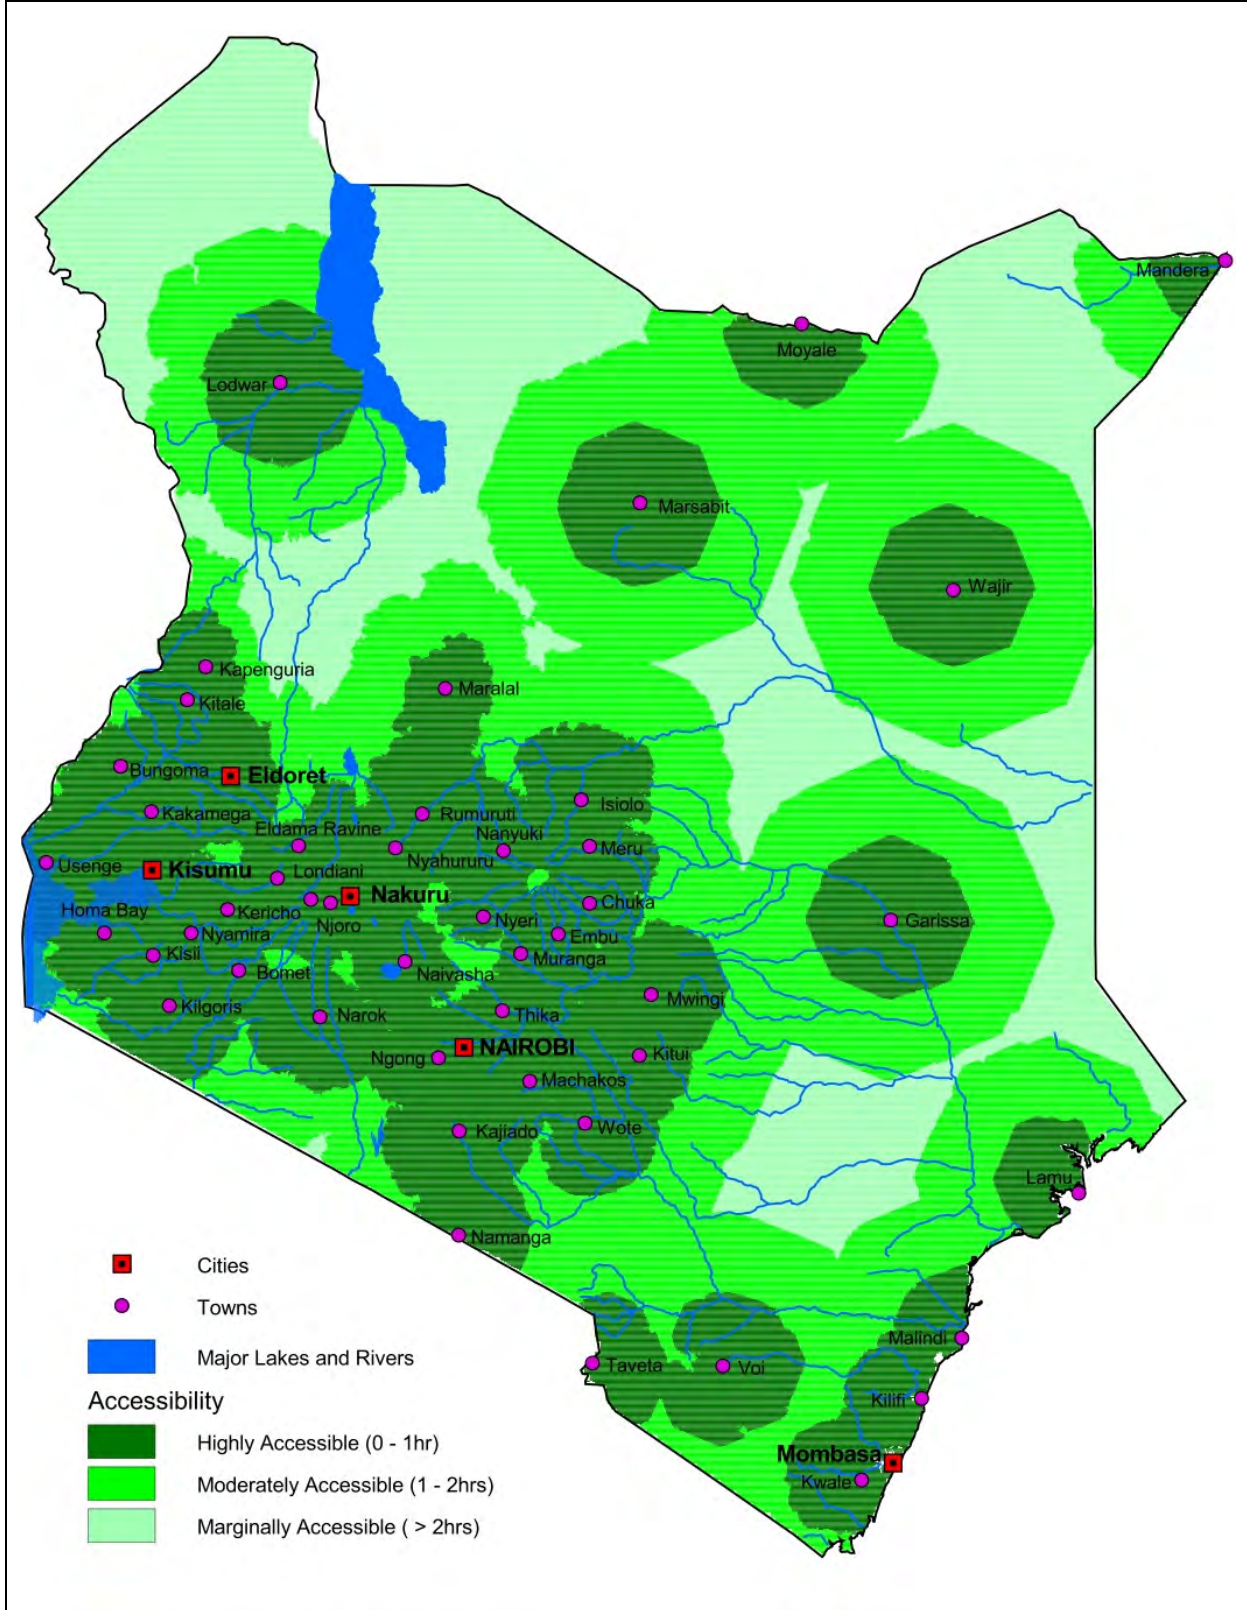 Mandera
Moyale
Lodwar
Marsabit
Wajir
Kapenguria
Maralal
Kitale
Bungoma
Eldoret
Isiolo
Kakamega
Rumuruti
Eldama Ravine
Nanyuki
Meru
Nyahururu
Usenge
Kisumu
Londiani
Nakuru
Chuka
Homa Bay
Kericho
Nyeri
Garissa
Njoro
Nyamira
Embu
Kisii
Muranga
Bomet
Naivasha
Mwingi
Kilgoris
Narok
Thika
NAIROBI
Ngong
Kitui
Machakos
Wote
Kajiado
Lamu
Namanga
Malindi
Taveta
Voi
Kilifi
Mombasa
Kwale
Cities
Towns
Major Lakes and Rivers
Accessibility
Highly Accessible (0 - 1hr)
Moderately Accessible (1 - 2hrs)
Marginally Accessible ( > 2hrs)